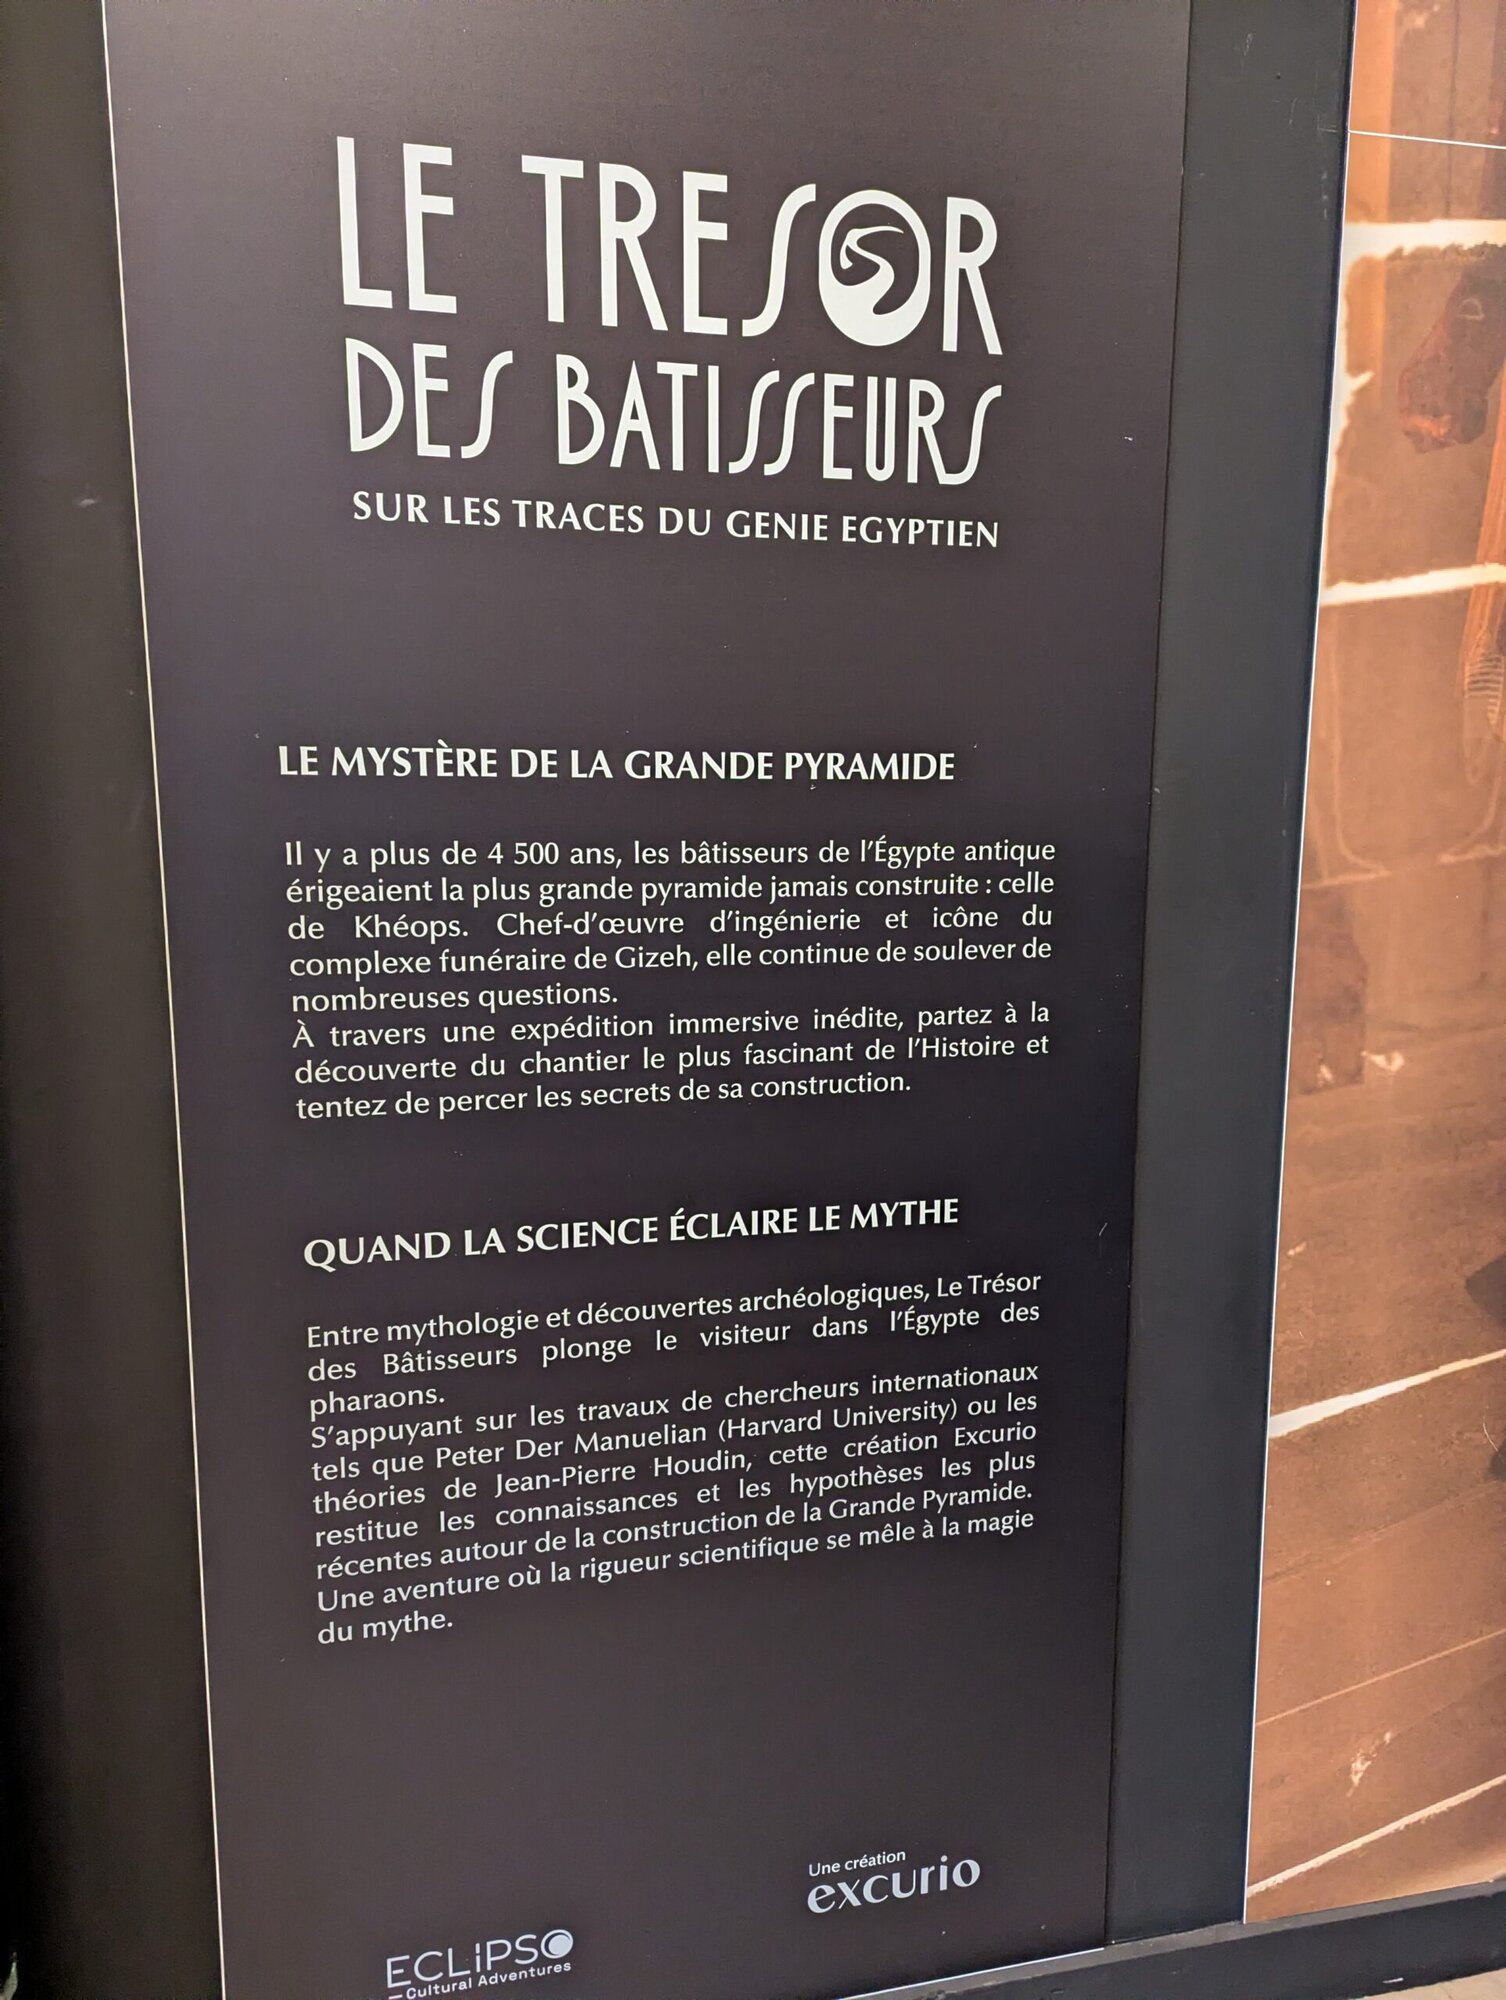 LE TRESOR
DES BATISSEURS
SUR LES TRACES DU GENIE EGYPTIEN
LE MYSTÈRE DE LA GRANDE PYRAMIDE
Il y a plus de 4 500 ans, les bâtisseurs de l'Égypte antique
érigeaient la plus grande pyramide jamais construite : celle
de Khéops. Chef-d'œuvre d'ingénierie et icône du
complexe funéraire de Gizeh, elle continue de soulever de
nombreuses questions.
À travers une expédition immersive inédite, partez à la
découverte du chantier le plus fascinant de l'Histoire et
tentez de percer les secrets de sa construction.
QUAND LA SCIENCE ÉCLAIRE LE MYTHE
Entre mythologie et découvertes archéologiques, Le Trésor
des Bâtisseurs plonge le visiteur dans l'Égypte des
pharaons.
S'appuyant sur les travaux de chercheurs internationaux
tels que Peter Der Manuelian (Harvard University) ou les
théories de Jean-Pierre Houdin, cette création Excurio
restitue les connaissances et les hypothèses les plus
récentes autour de la construction de la Grande Pyramide.
Une aventure où la rigueur scientifique se mêle à la magie
du mythe.
Une création
excurio
ECLIPSO
Cultural Adventures